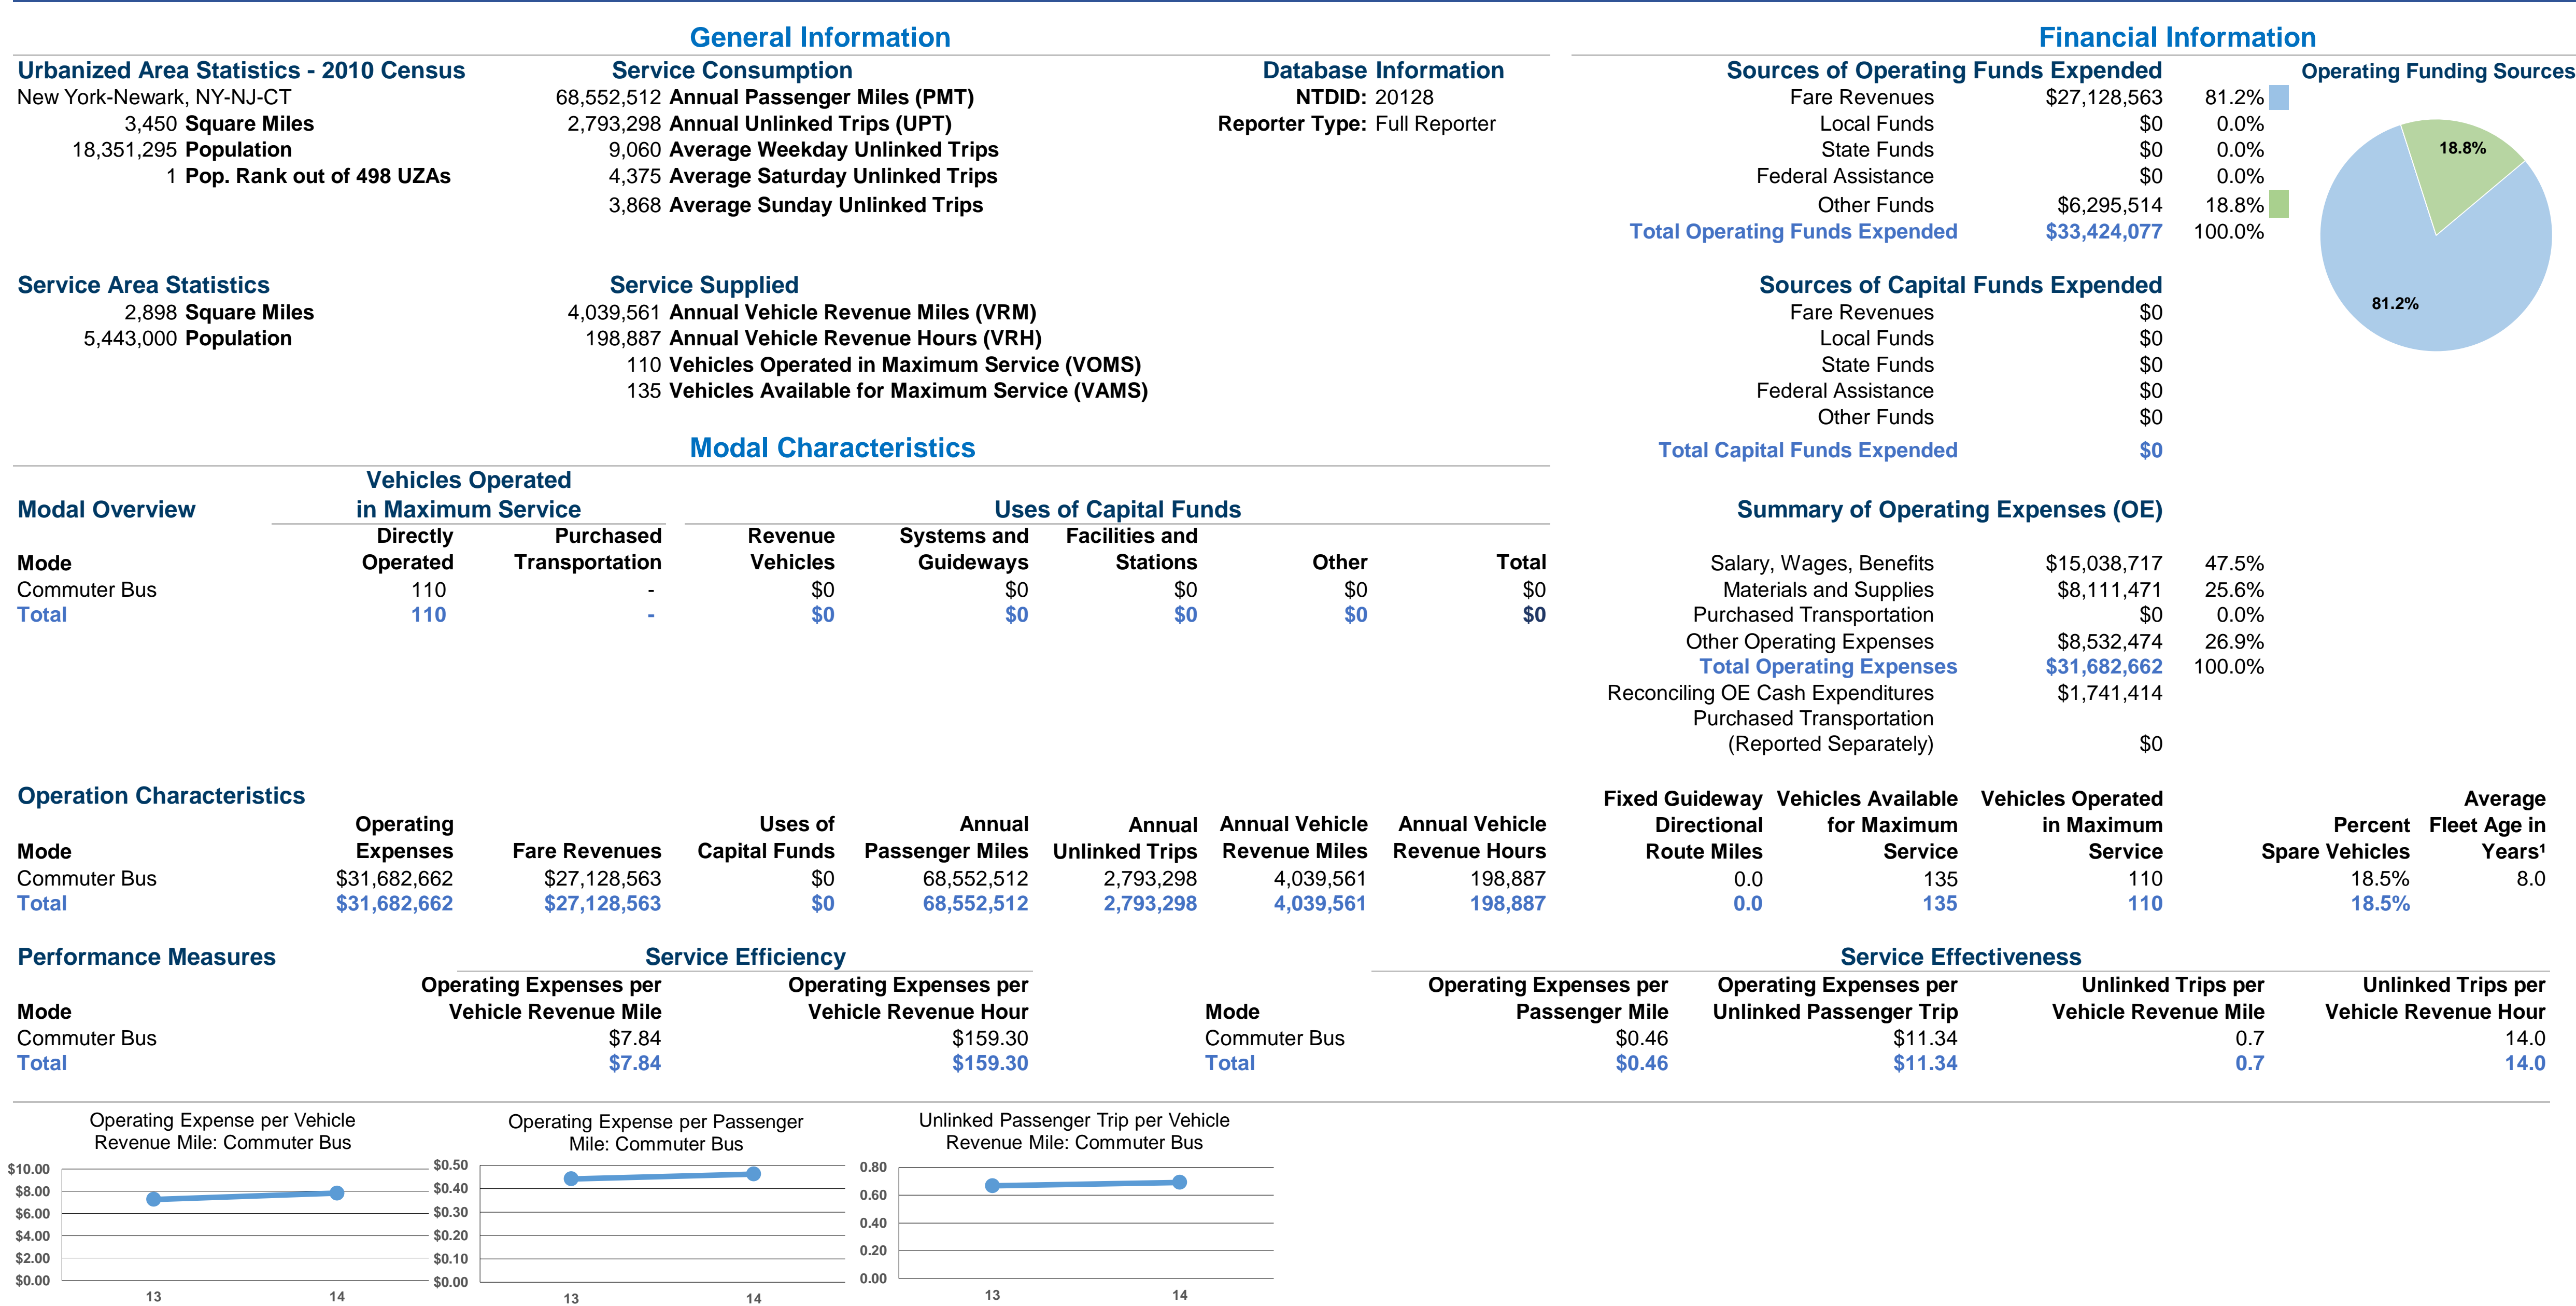 General Information
Urbanized Area Statistics - 2010 Census
New York-Newark, NY-NJ-CT
3,450 Square Miles
18,351,295 Population
1 Pop. Rank out of 498 UZAs
Service Consumption
68,552,512 Annual Passenger Miles (PMT)
2,793,298 Annual Unlinked Trips (UPT)
9,060 Average Weekday Unlinked Trips
4,375 Average Saturday Unlinked Trips
3,868 Average Sunday Unlinked Trips
Database Information
NTDID: 20128
Reporter Type: Full Reporter
Service Area Statistics
2,898 Square Miles
5,443,000 Population
Service Supplied
4,039,561 Annual Vehicle Revenue Miles (VRM)
198,887 Annual Vehicle Revenue Hours (VRH)
110 Vehicles Operated in Maximum Service (VOMS)
135 Vehicles Available for Maximum Service (VAMS)
Financial Information
Sources of Operating Funds Expended
Fare Revenues $27,128,563 81.2%
Local Funds $0 0.0%
State Funds $0 0.0%
Federal Assistance $0 0.0%
Other Funds $6,295,514 18.8%
Total Operating Funds Expended $33,424,077 100.0%
Operating Funding Sources
18.8%
81.2%
Sources of Capital Funds Expended
Fare Revenues $0
Local Funds $0
State Funds $0
Federal Assistance $0
Other Funds $0
Total Capital Funds Expended $0
Modal Characteristics
Vehicles Operated
Modal Overview in Maximum Service Uses of Capital Funds
Directly Purchased Revenue Systems and Facilities and
Mode Operated Transportation Vehicles Guideways Stations Other Total
Commuter Bus 110 - $0 $0 $0 $0 $0
Total 110 - $0 $0 $0 $0 $0
Summary of Operating Expenses (OE)
Salary, Wages, Benefits $15,038,717 47.5%
Materials and Supplies $8,111,471 25.6%
Purchased Transportation $0 0.0%
Other Operating Expenses $8,532,474 26.9%
Total Operating Expenses $31,682,662 100.0%
Reconciling OE Cash Expenditures $1,741,414
Purchased Transportation
(Reported Separately) $0
Operation Characteristics
Fixed Guideway Vehicles Available Vehicles Operated Average
Operating Uses of Annual Annual Annual Vehicle Annual Vehicle Directional for Maximum in Maximum Percent Fleet Age in
Mode Expenses Fare Revenues Capital Funds Passenger Miles Unlinked Trips Revenue Miles Revenue Hours Route Miles Service Service Spare Vehicles Years¹
Commuter Bus $31,682,662 $27,128,563 $0 68,552,512 2,793,298 4,039,561 198,887 0.0 135 110 18.5% 8.0
Total $31,682,662 $27,128,563 $0 68,552,512 2,793,298 4,039,561 198,887 0.0 135 110 18.5%
Performance Measures Service Efficiency
Operating Expenses per Operating Expenses per
Mode Vehicle Revenue Mile Vehicle Revenue Hour
Commuter Bus $7.84 $159.30
Total $7.84 $159.30
Service Effectiveness
Operating Expenses per Operating Expenses per Unlinked Trips per Unlinked Trips per
Mode Passenger Mile Unlinked Passenger Trip Vehicle Revenue Mile Vehicle Revenue Hour
Commuter Bus $0.46 $11.34 0.7 14.0
Total $0.46 $11.34 0.7 14.0
Operating Expense per Vehicle
Revenue Mile: Commuter Bus
$10.00
$8.00
$6.00
$4.00
$2.00
$0.00
13 14
Operating Expense per Passenger
Mile: Commuter Bus
$0.50
$0.40
$0.30
$0.20
$0.10
$0.00
13 14
Unlinked Passenger Trip per Vehicle
Revenue Mile: Commuter Bus
0.80
0.60
0.40
0.20
0.00
13 14